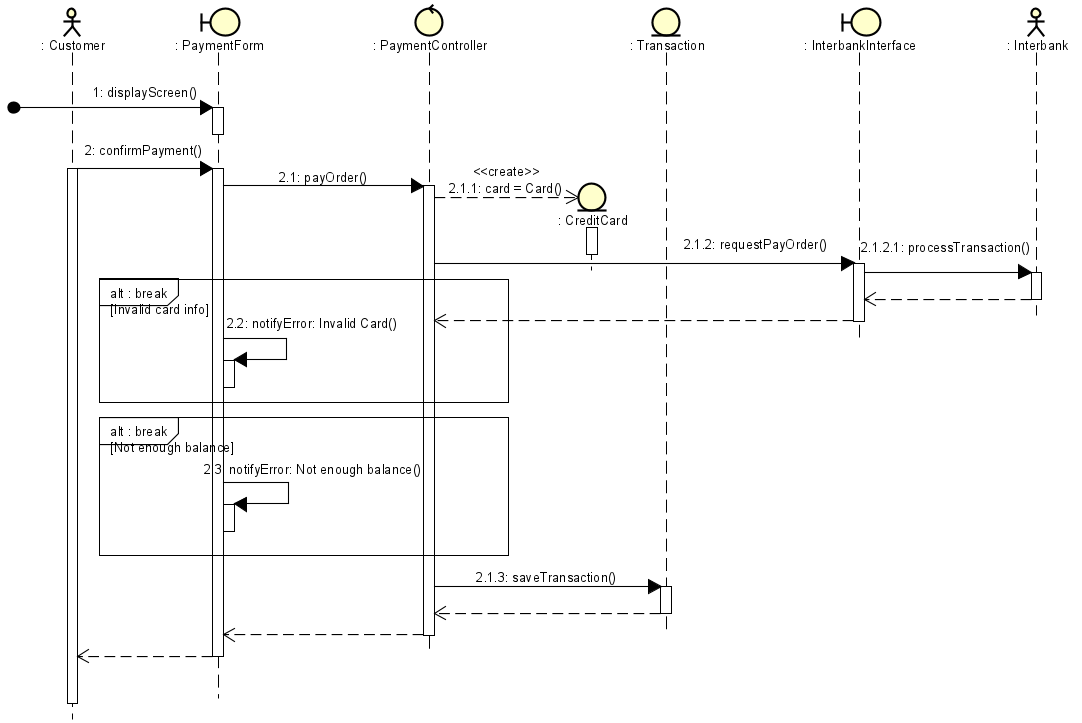 : Customer
: PaymentForm
: PaymentController
: Transaction
: InterbankInterface
: Interbank
1: displayScreen()
2: confirmPayment()
2.1: payOrder()
<<create>>
2.1.1: card = Card()
: CreditCard
2.1.2: requestPayOrder()
2.1.2.1: processTransaction()
alt : break
[Invalid card info]
2.2: notifyError: Invalid Card()
alt : break
[Not enough balance]
2.3: notifyError: Not enough balance()
2.1.3: saveTransaction()